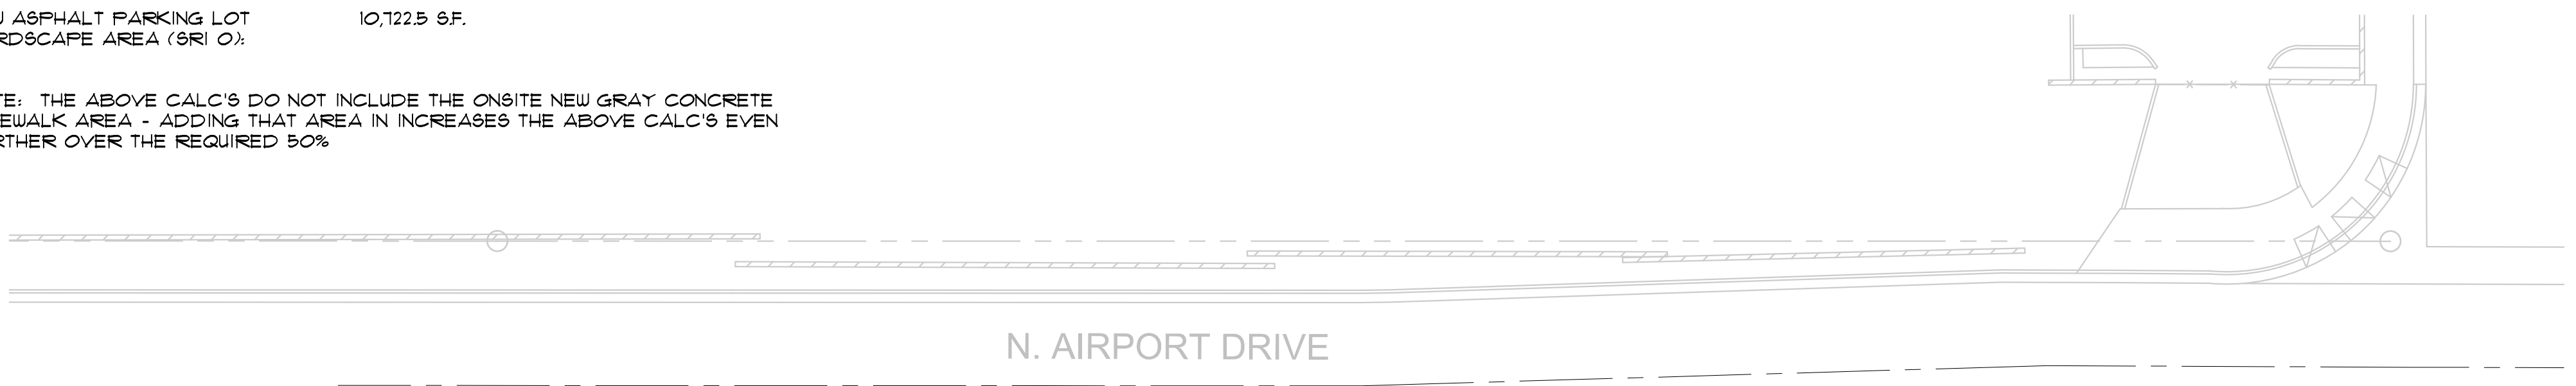 ASPHALT PARKING LOT 10,722.5 S.F.
RDSCAPE AREA (SRI 0):
TE: THE ABOVE CALC'S DO NOT INCLUDE THE ONSITE NEW GRAY CONCRETE
EWALK AREA - ADDING THAT AREA IN INCREASES THE ABOVE CALC'S EVEN
RTHER OVER THE REQUIRED 50%
N. AIRPORT DRIVE